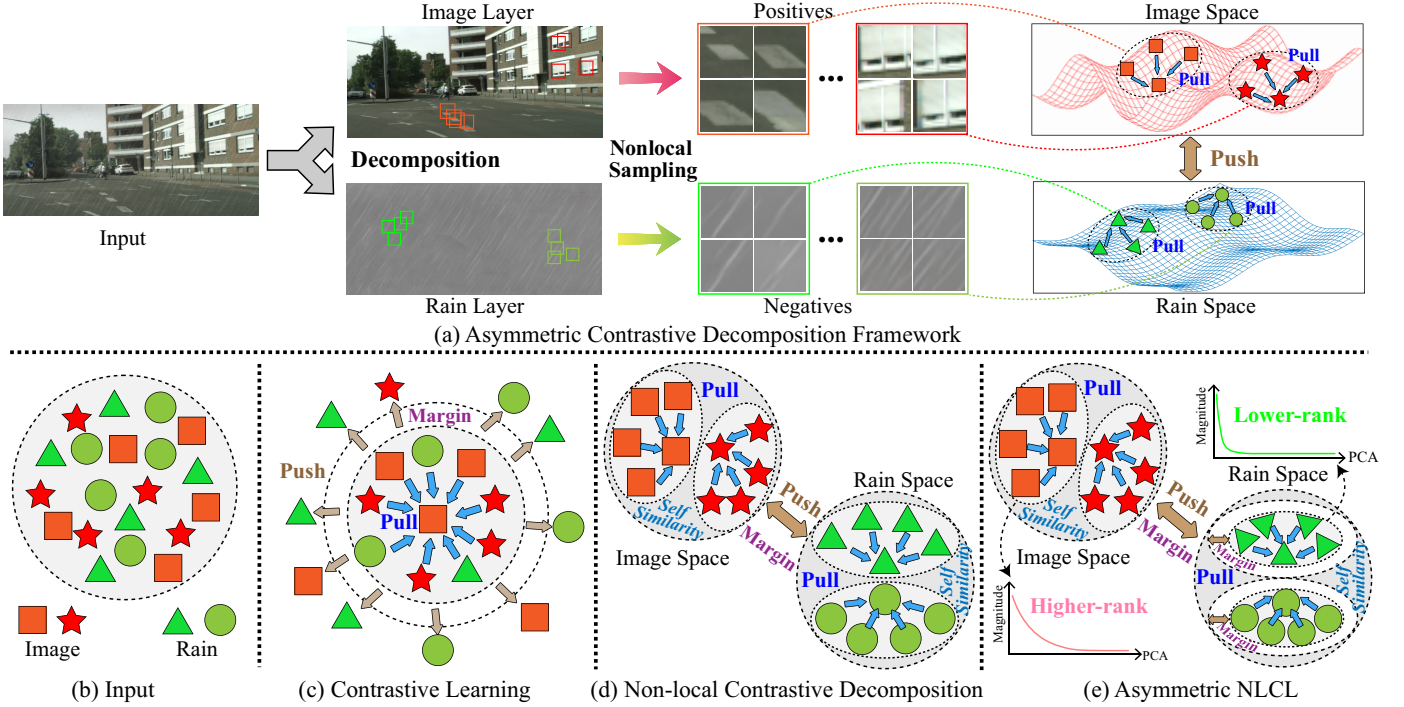 Image Layer
Positives
Image Space
Pull
Pull
Input
Decomposition
Nonlocal
Sampling
Push
Pull
Pull
Rain Layer
Negatives
Rain Space
(a) Asymmetric Contrastive Decomposition Framework
Image
Rain
(b) Input
Margin
Push
Pull
(c) Contrastive Learning
Pull
Self
Similarity
Image Space
Push
Margin
Rain Space
Pull
Self
Similarity
(d) Non-local Contrastive Decomposition
Pull
Self
Similarity
Image Space
Push
Margin
Magnitude
Lower-rank
PCA
Rain Space
Margin
Pull
Self
Similarity
Margin
Magnitude
Higher-rank
PCA
(e) Asymmetric NLCL